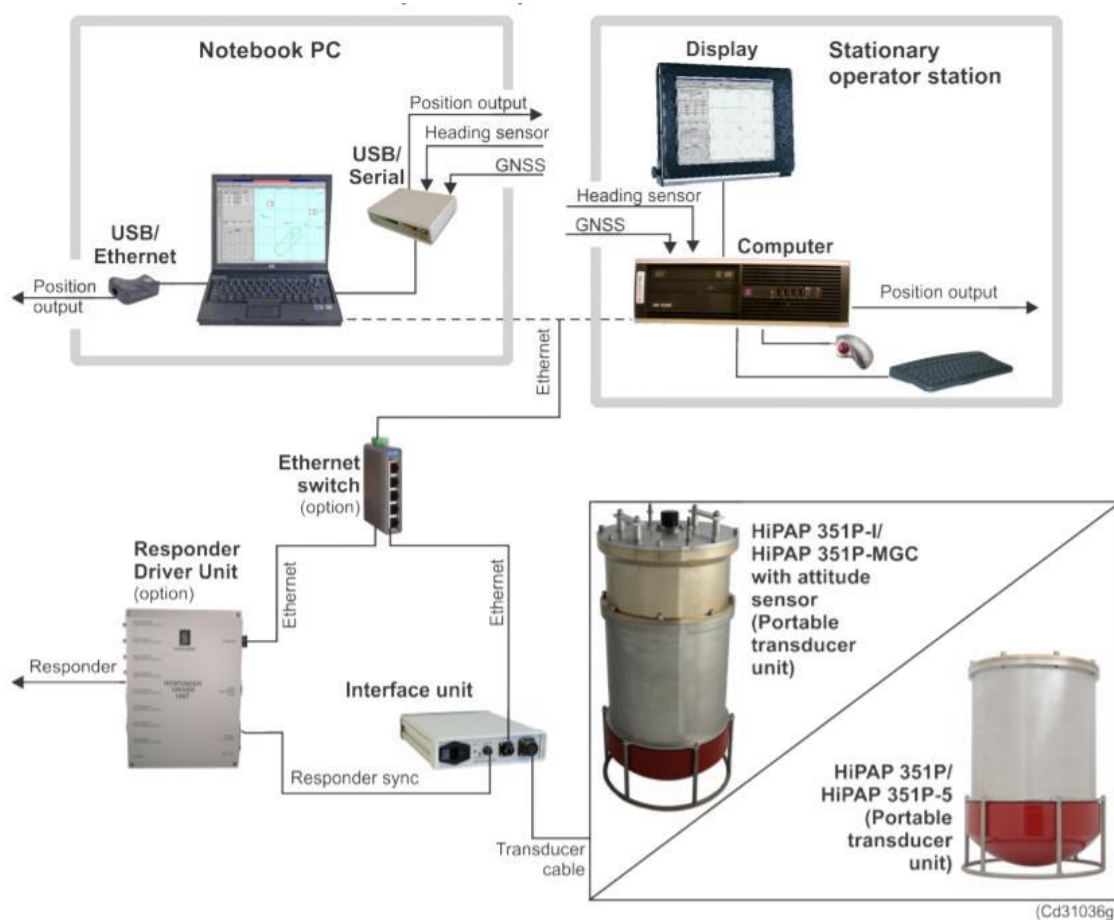 Notebook PC
Display
Stationary
operator station
Position output
Heading sensor
USB/
Serial
GNSS
Heading sensor
GNSS
USB/
Ethernet
Computer
Position
output
Position output
Ethernet
Ethernet
switch
(option)
HiPAP 351P-I/
HiPAP 351P-MGC
with attitude
sensor
(Portable
transducer
unit)
Responder
Driver Unit
(option)
Ethernet
Ethernet
Responder
RESPONDER
DRIVER
UNIT
Interface unit
Responder sync
HiPAP 351P/
HiPAP 351P-5
(Portable
transducer
unit)
Transducer
cable
(Cd31036g